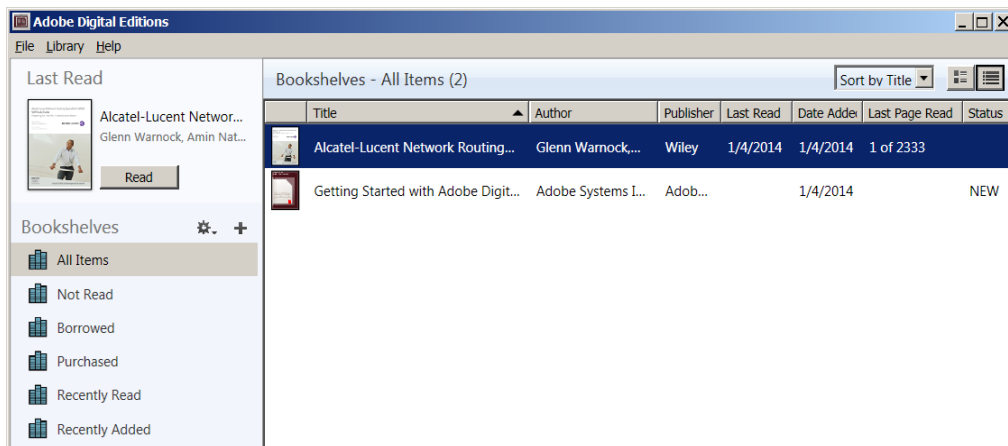 Adobe Digital Editions
File Library Help
Last Read
Alcatel-Lucent Networ...
Glenn Warnock, Amin Nat...
Read
Bookshelves
All Items
Not Read
Borrowed
Purchased
Recently Read
Recently Added
Bookshelves - All Items (2)
Sort by Title
Title Author Publisher Last Read Date Added Last Page Read Status
Alcatel-Lucent Network Routing... Glenn Warnock,... Wiley 1/4/2014 1/4/2014 1 of 2333
Getting Started with Adobe Digit... Adobe Systems I... Adob... 1/4/2014 NEW